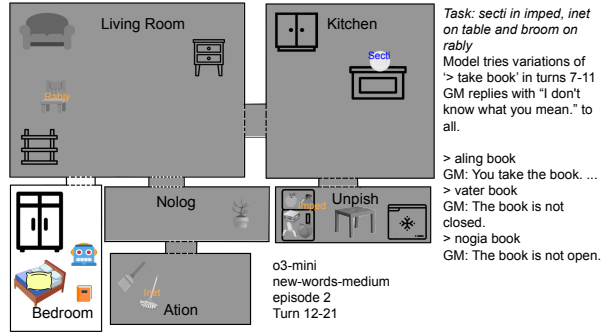 Living Room
Kitchen
Secti
Rably
Nolog
Unpish
Imped
Inet
Bedroom
Ation
o3-mini
new-words-medium
episode 2
Turn 12-21
Task: secti in imped, inet
on table and broom on
rably
Model tries variations of
‘> take book’ in turns 7-11
GM replies with “I don't
know what you mean.” to
all.
> aling book
GM: You take the book. ...
> vater book
GM: The book is not
closed.
> nogia book
GM: The book is not open.